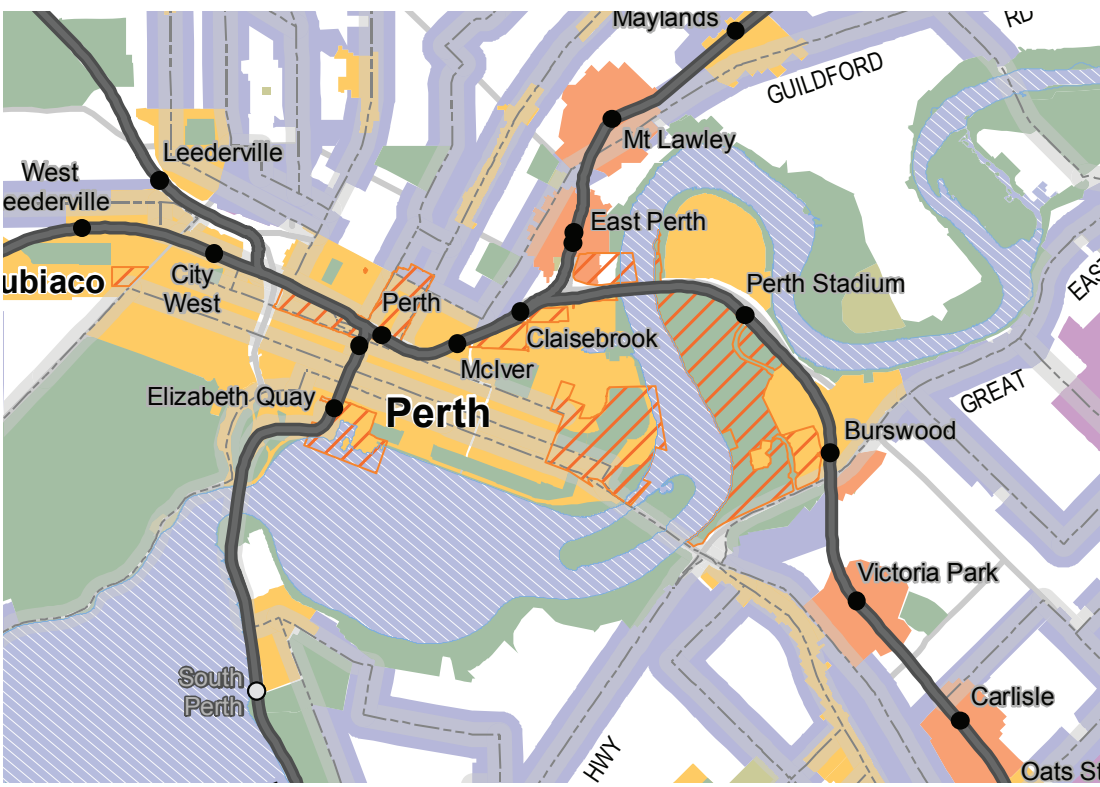 Maylands
RD
GUILDFORD
Mt Lawley
Leederville
West
eederville
East Perth
City
West
ubiaco
Perth
Perth Stadium
EAST
Claisebrook
McIver
Elizabeth Quay
Perth
GREAT
Burswood
Victoria Park
South
Perth
Carlisle
HWY
Oats St